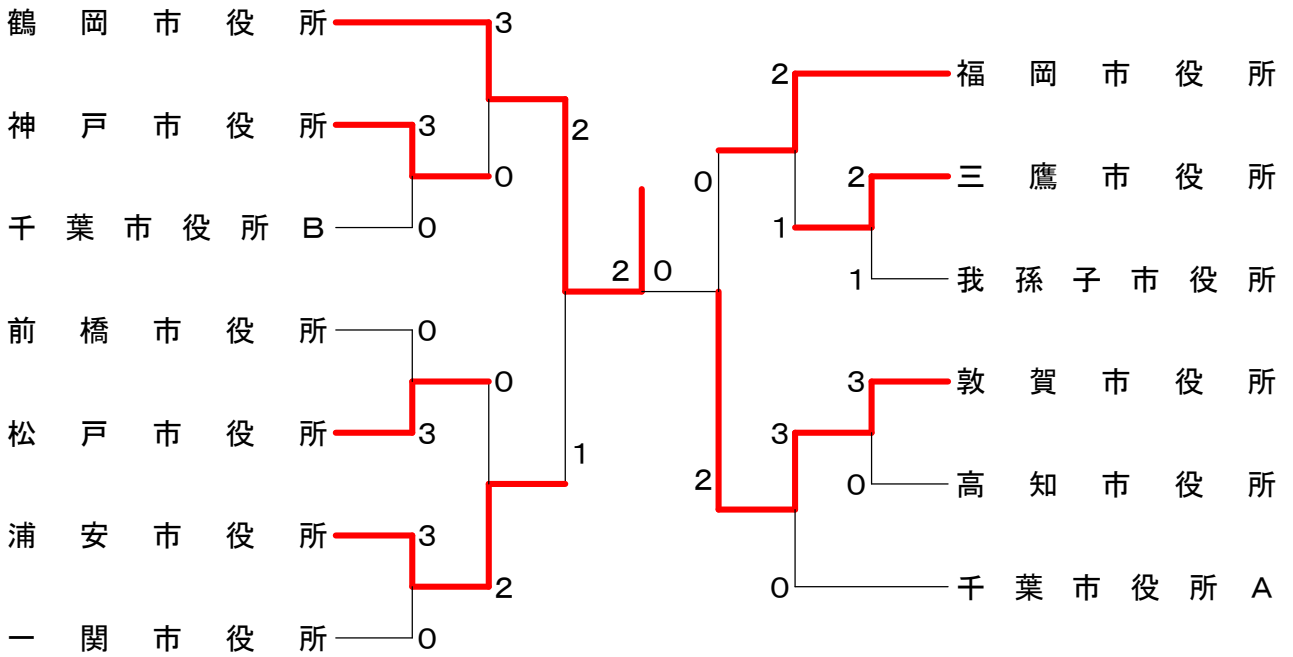 鶴岡市役所 3
2 福岡市役所
神戸市役所 3
2
0
0
2 三鷹市役所
千葉市役所B 0
1
2 0
1 我孫子市役所
前橋市役所 0
0
3 敦賀市役所
松戸市役所 3
3
1
2
0 高知市役所
浦安市役所 3
2
0 千葉市役所A
一関市役所 0